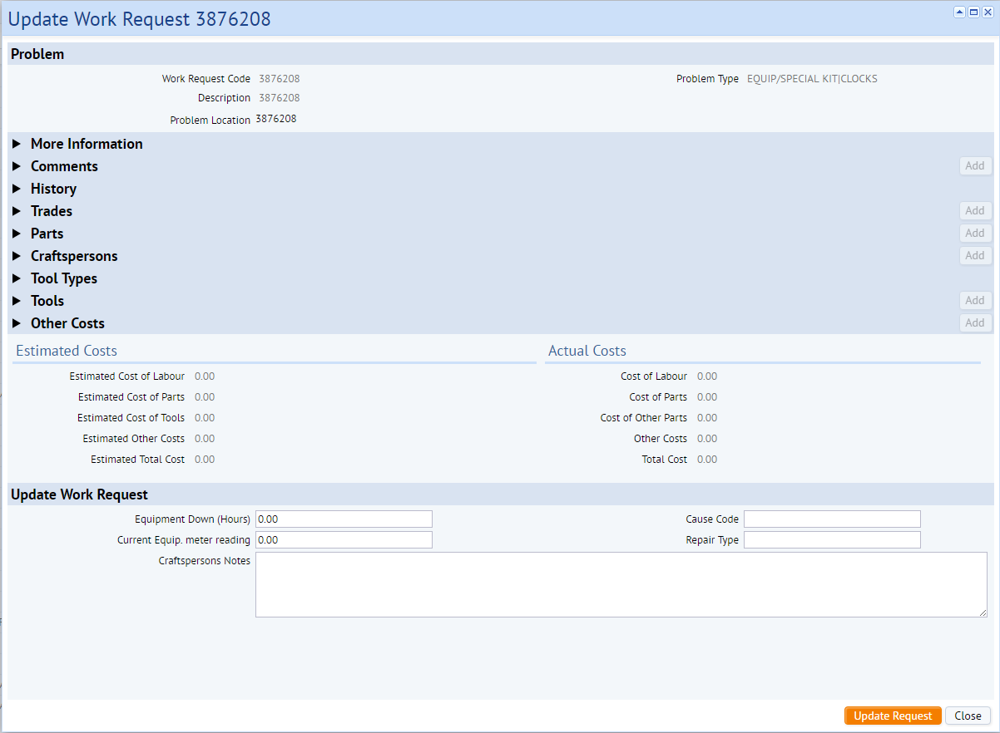 Update Work Request 3876208
Problem
Work Request Code 3876208 Problem Type EQUIP/SPECIAL KIT|CLOCKS
Description 3876208
Problem Location 3876208
More Information
Comments Add
History
Trades Add
Parts Add
Craftspersons Add
Tool Types
Tools Add
Other Costs Add
Estimated Costs Actual Costs
Estimated Cost of Labour 0.00 Cost of Labour 0.00
Estimated Cost of Parts 0.00 Cost of Parts 0.00
Estimated Cost of Tools 0.00 Cost of Other Parts 0.00
Estimated Other Costs 0.00 Other Costs 0.00
Estimated Total Cost 0.00 Total Cost 0.00
Update Work Request
Equipment Down (Hours) 0.00 Cause Code
Current Equip. meter reading 0.00 Repair Type
Craftspersons Notes
Update Request Close